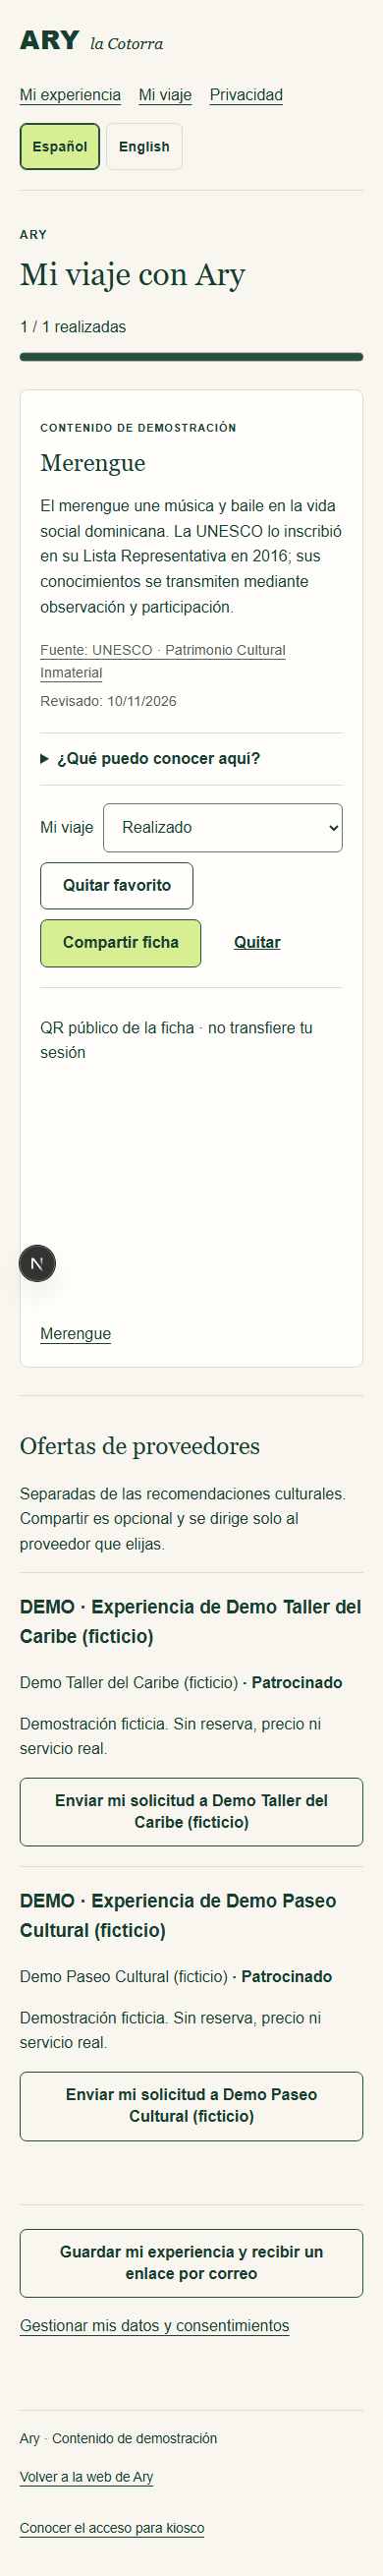 ARY la Cotorra
Mi experiencia Mi viaje Privacidad
Español English
ARY
Mi viaje con Ary
1 / 1 realizadas
CONTENIDO DE DEMOSTRACIÓN
Merengue
El merengue une música y baile en la vida
social dominicana. La UNESCO lo inscribió
en su Lista Representativa en 2016; sus
conocimientos se transmiten mediante
observación y participación.
Fuente: UNESCO · Patrimonio Cultural
Inmaterial
Revisado: 10/11/2026
¿Qué puedo conocer aquí?
Mi viaje Realizado
Quitar favorito
Compartir ficha Quitar
QR público de la ficha · no transfiere tu
sesión
N
Merengue
Ofertas de proveedores
Separadas de las recomendaciones culturales.
Compartir es opcional y se dirige solo al
proveedor que elijas.
DEMO · Experiencia de Demo Taller del
Caribe (ficticio)
Demo Taller del Caribe (ficticio) · Patrocinado
Demostración ficticia. Sin reserva, precio ni
servicio real.
Enviar mi solicitud a Demo Taller del
Caribe (ficticio)
DEMO · Experiencia de Demo Paseo
Cultural (ficticio)
Demo Paseo Cultural (ficticio) · Patrocinado
Demostración ficticia. Sin reserva, precio ni
servicio real.
Enviar mi solicitud a Demo Paseo
Cultural (ficticio)
Guardar mi experiencia y recibir un
enlace por correo
Gestionar mis datos y consentimientos
Ary · Contenido de demostración
Volver a la web de Ary
Conocer el acceso para kiosco